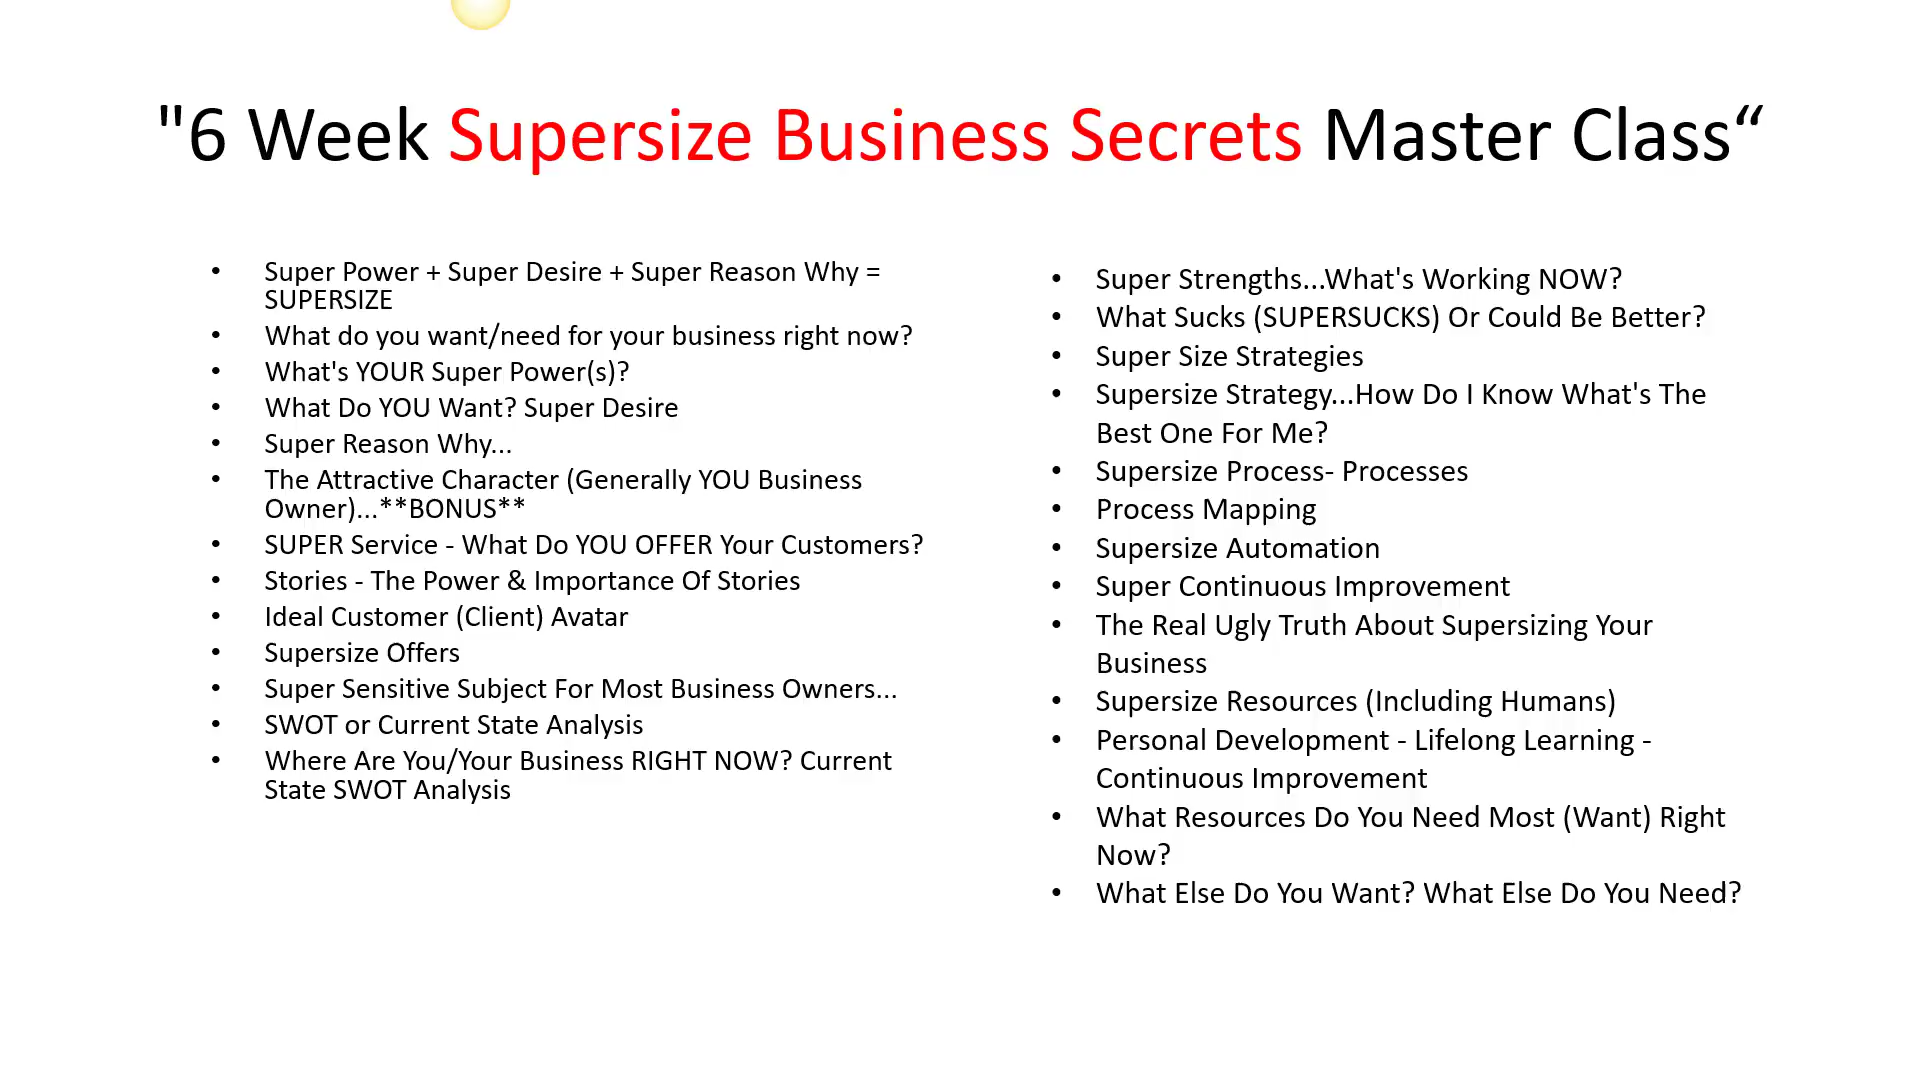 "6 Week Supersize Business Secrets Master Class“
• Super Power + Super Desire + Super Reason Why =
SUPERSIZE
• What do you want/need for your business right now?
• What's YOUR Super Power(s)?
• What Do YOU Want? Super Desire
• Super Reason Why...
• The Attractive Character (Generally YOU Business
Owner)...**BONUS**
• SUPER Service - What Do YOU OFFER Your Customers?
• Stories - The Power & Importance Of Stories
• Ideal Customer (Client) Avatar
• Supersize Offers
• Super Sensitive Subject For Most Business Owners...
• SWOT or Current State Analysis
• Where Are You/Your Business RIGHT NOW? Current
State SWOT Analysis
• Super Strengths...What's Working NOW?
• What Sucks (SUPERSUCKS) Or Could Be Better?
• Super Size Strategies
• Supersize Strategy...How Do I Know What's The
Best One For Me?
• Supersize Process- Processes
• Process Mapping
• Supersize Automation
• Super Continuous Improvement
• The Real Ugly Truth About Supersizing Your
Business
• Supersize Resources (Including Humans)
• Personal Development - Lifelong Learning -
Continuous Improvement
• What Resources Do You Need Most (Want) Right
Now?
• What Else Do You Want? What Else Do You Need?